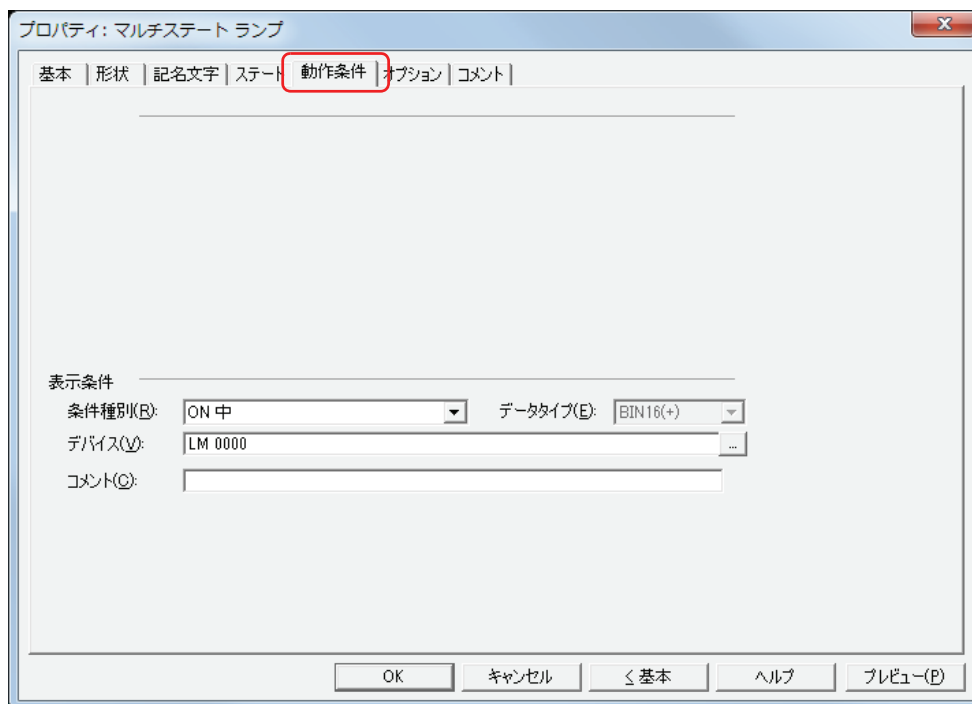 プロパティ: マルチステート ランプ
基本 形状 記名文字 ステート 動作条件 オプション コメント
表示条件
条件種別(R): ON 中 データタイプ(E): BIN16(+)
デバイス(V): LM 0000 ...
コメント(C):
OK キャンセル < 基本 ヘルプ プレビュー(P)